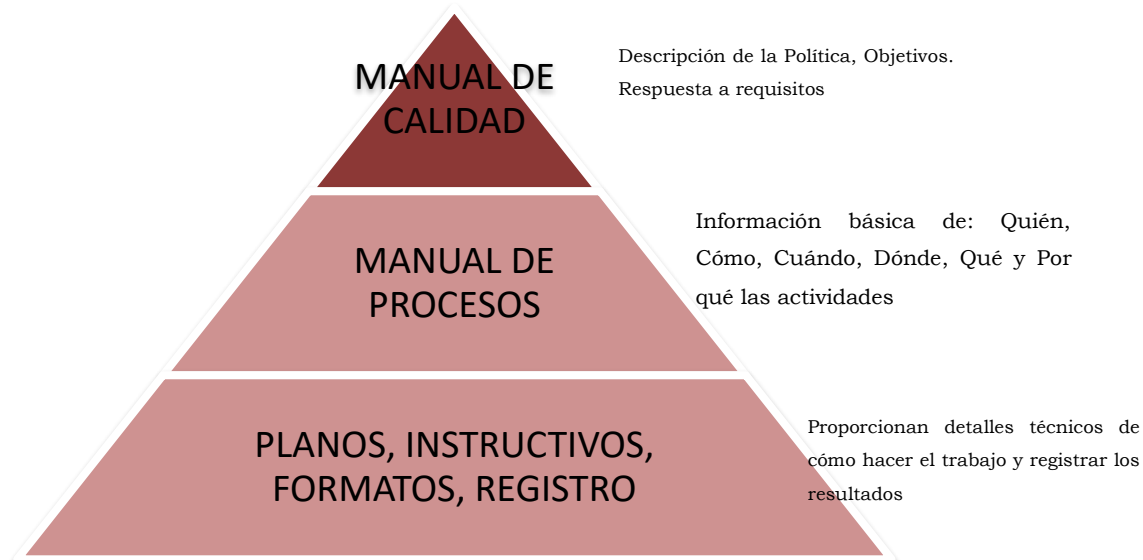 MANUAL DE
CALIDAD
Descripción de la Política, Objetivos.
Respuesta a requisitos
MANUAL DE
PROCESOS
Información básica de: Quién,
Cómo, Cuándo, Dónde, Qué y Por
qué las actividades
PLANOS, INSTRUCTIVOS,
FORMATOS, REGISTRO
Proporcionan detalles técnicos de
cómo hacer el trabajo y registrar los
resultados